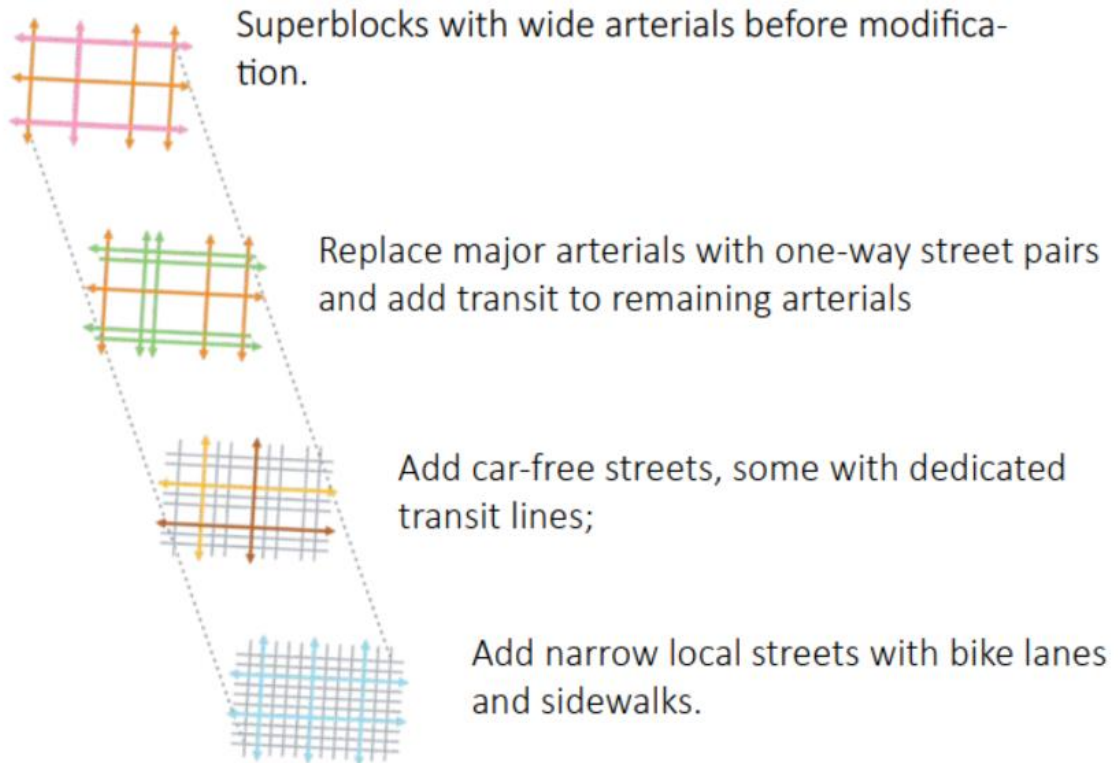 Superblocks with wide arterials before modifica-
tion.
Replace major arterials with one-way street pairs
and add transit to remaining arterials
Add car-free streets, some with dedicated
transit lines;
Add narrow local streets with bike lanes
and sidewalks.